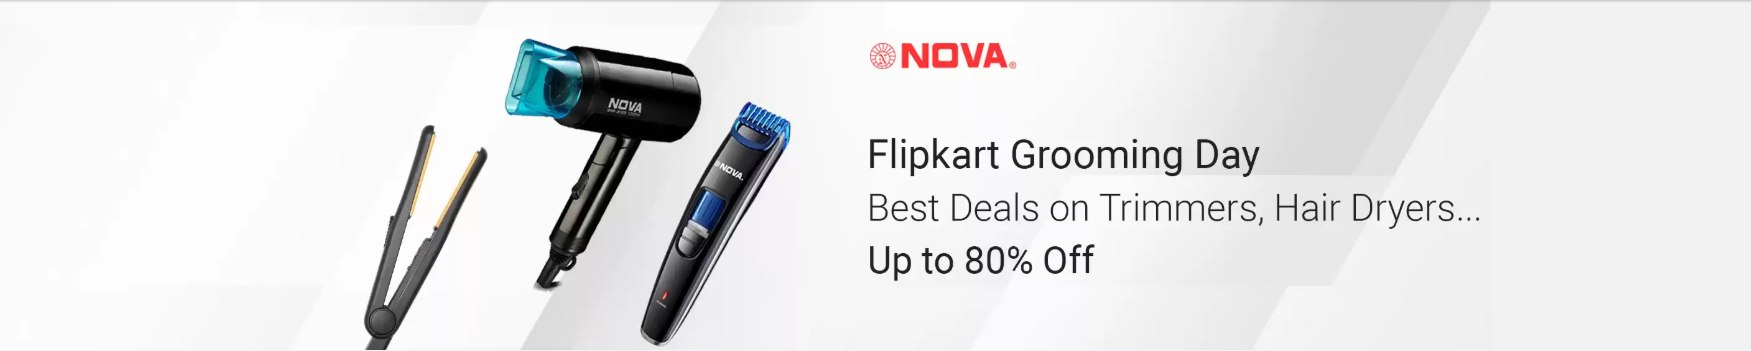 NOVA
NOVA
NOVA®
Flipkart Grooming Day
Best Deals on Trimmers, Hair Dryers...
Up to 80% Off